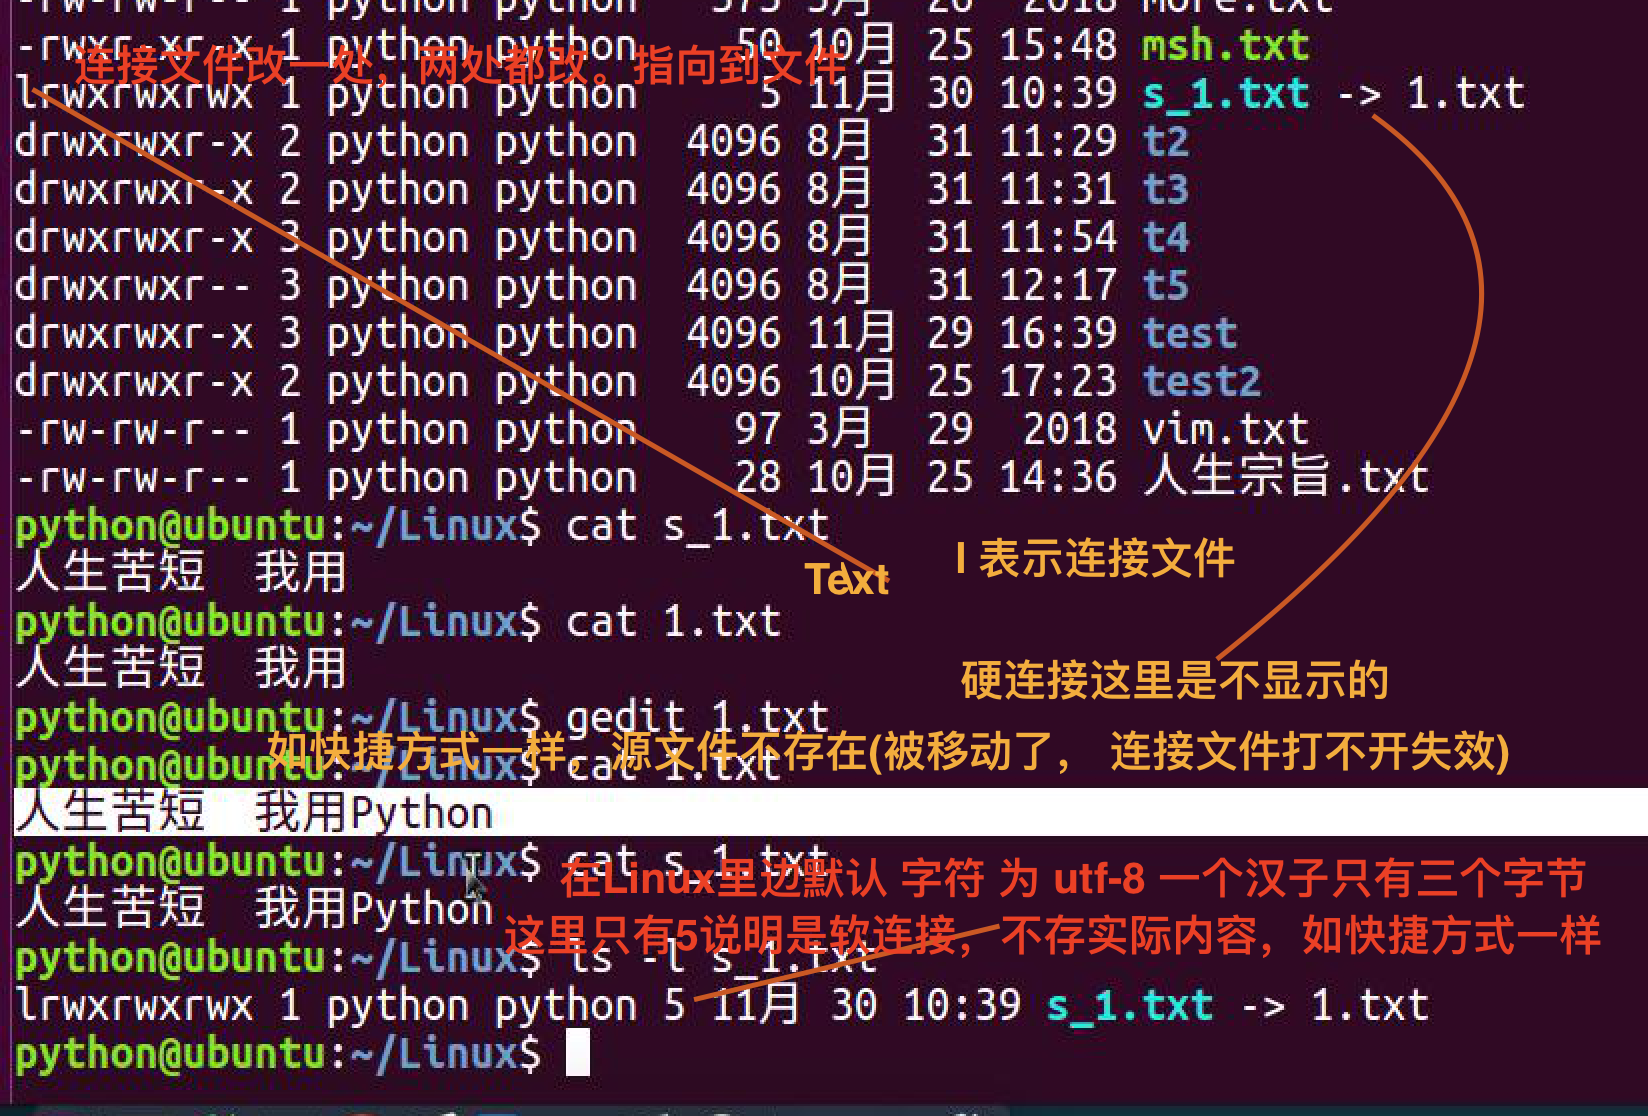 -rw-rw-r-- 1 python python 573 3月 26 2018 more.txt
连接文件改一处，两处都改。指向到文件
-rwxr-xr-x 1 python python 50 10月 25 15:48 msh.txt
lrwxrwxrwx 1 python python 5 11月 30 10:39 s_1.txt -> 1.txt
drwxrwxr-x 2 python python 4096 8月 31 11:29 t2
drwxrwxr-x 2 python python 4096 8月 31 11:31 t3
drwxrwxr-x 3 python python 4096 8月 31 11:54 t4
drwxrwxr-- 3 python python 4096 8月 31 12:17 t5
drwxrwxr-x 3 python python 4096 11月 29 16:39 test
drwxrwxr-x 2 python python 4096 10月 25 17:23 test2
-rw-rw-r-- 1 python python 97 3月 29 2018 vim.txt
-rw-rw-r-- 1 python python 28 10月 25 14:36 人生宗旨.txt
python@ubuntu:~/Linux$ cat s_1.txt
人生苦短 我用
Text
l 表示连接文件
python@ubuntu:~/Linux$ cat 1.txt
人生苦短 我用
硬连接这里是不显示的
python@ubuntu:~/Linux$ gedit 1.txt
如快捷方式一样，源文件不存在(被移动了， 连接文件打不开失效)
python@ubuntu:~/Linux$ cat 1.txt
人生苦短 我用Python
python@ubuntu:~/Linux$ cat s_1.txt
在Linux里边默认 字符 为 utf-8 一个汉子只有三个字节
人生苦短 我用Python
这里只有5说明是软连接，不存实际内容，如快捷方式一样
python@ubuntu:~/Linux$ ls -l s_1.txt
lrwxrwxrwx 1 python python 5 11月 30 10:39 s_1.txt -> 1.txt
python@ubuntu:~/Linux$